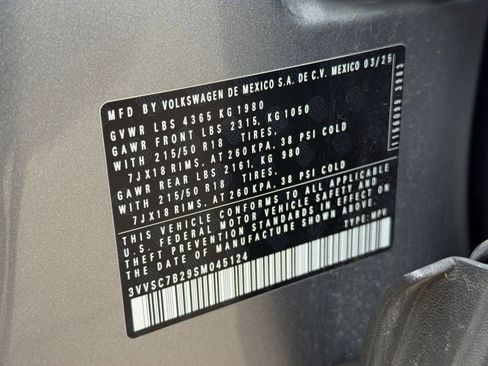 MFD BY VOLKSWAGEN DE MEXICO S.A. DE C.V. MEXICO 03/25
GVWR LBS 4365 KG 1980
GAWR FRONT LBS 2315, KG 1050
WITH 215/50 R18 TIRES,
7JX18 RIMS, AT 260 KPA, 38 PSI COLD
GAWR REAR LBS 2161, KG 980
WITH 215/50 R18 TIRES,
7JX18 RIMS, AT 260 KPA, 38 PSI COLD
THIS VEHICLE CONFORMS TO ALL APPLICABLE
U.S. FEDERAL MOTOR VEHICLE SAFETY AND
THEFT PREVENTION STANDARDS IN EFFECT ON
THE DATE OF MANUFACTURE SHOWN ABOVE.
TYPE: MPV
3VVSC7B29SM045124